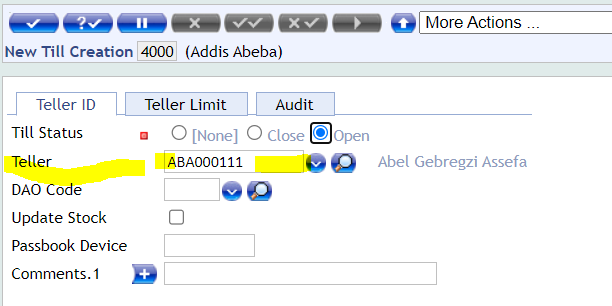 More Actions ...
New Till Creation 4000 (Addis Abeba)
Teller ID Teller Limit Audit
Till Status [None] Close Open
Teller ABA000111 Abel Gebregzi Assefa
DAO Code
Update Stock
Passbook Device
Comments.1